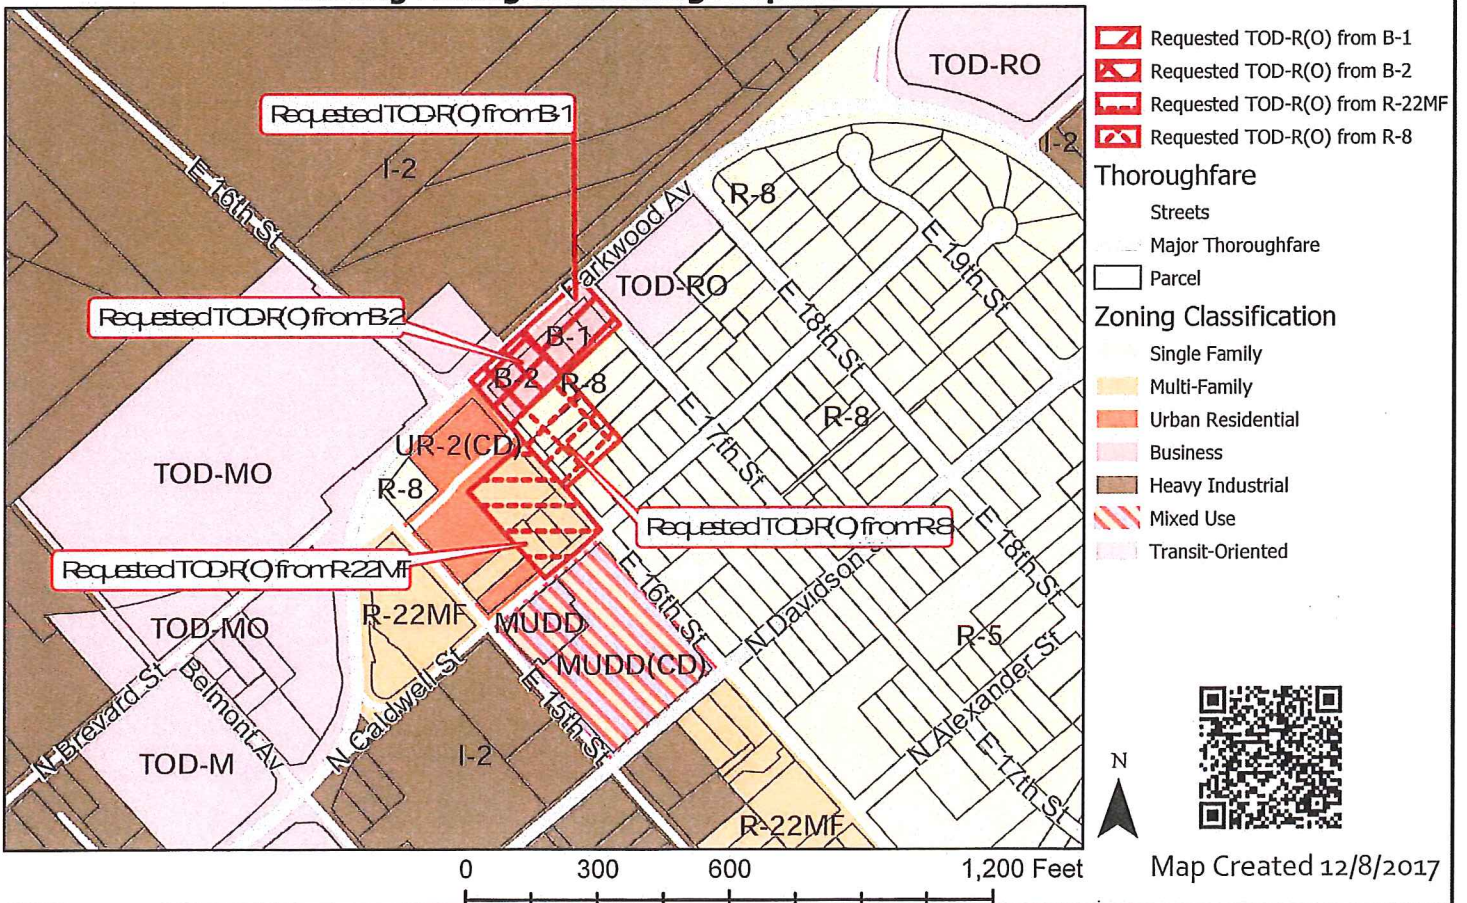 Requested TOD-R(O) from B-1
Requested TOD-R(O) from B-2
Requested TOD-R(O) from R-22MF
Requested TOD-R(O) from R-8
Thoroughfare
Streets
Major Thoroughfare
Parcel
Zoning Classification
Single Family
Multi-Family
Urban Residential
Business
Heavy Industrial
Mixed Use
Transit-Oriented
N
Map Created 12/8/2017
TOD-RO
Requested TOD-R(O) from B-1
I-2
I-2
E 16th St
R-8
Parkwood Av
E 19th St
TOD-RO
E 18th St
Requested TOD-R(O) from B-2
B-1
B-2
R-8
R-8
E 17th St
UR-2(CD)
TOD-MO
R-8
Requested TOD-R(O) from R-8
E 18th St
Requested TOD-R(O) from R-22MF
E 16th St
N Davidson S
R-22MF
MUDD
TOD-MO
R-5
MUDD(CD)
N Brevard St
Belmont Av
N Caldwell St
E 15th St
N Alexander St
E 17th St
TOD-M
I-2
R-22MF
0 300 600 1,200 Feet